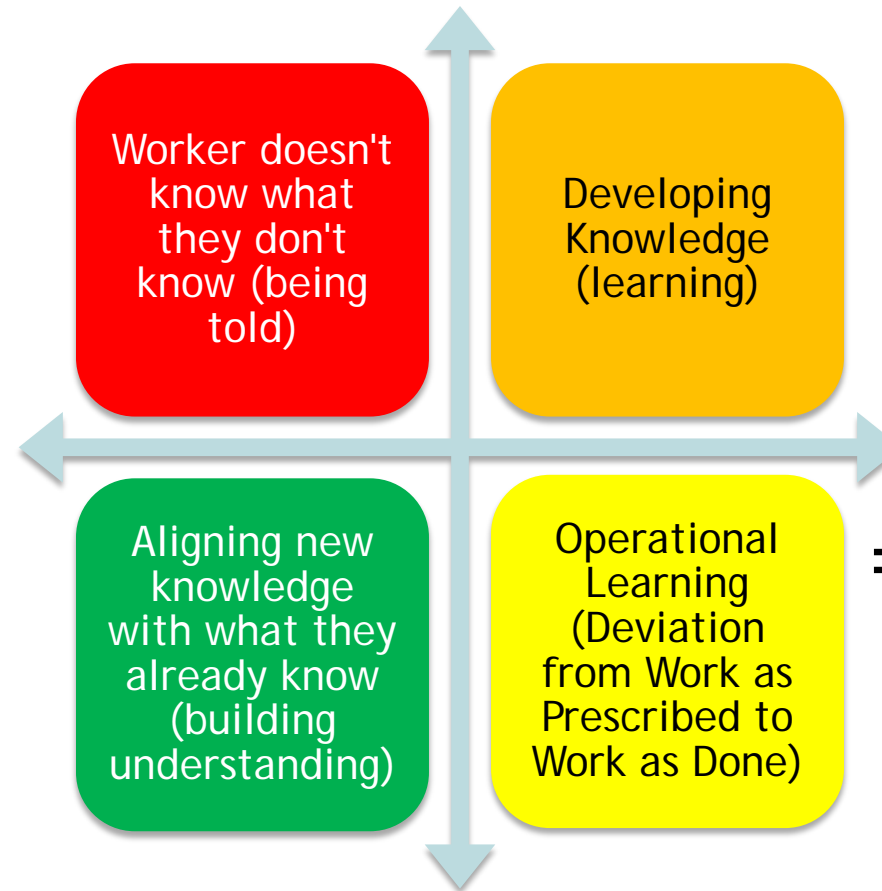 Worker doesn't
know what
they don't
know (being
told)
Developing
Knowledge
(learning)
Aligning new
knowledge
with what they
already know
(building
understanding)
Operational
Learning
(Deviation
from Work as
Prescribed to
Work as Done)
=